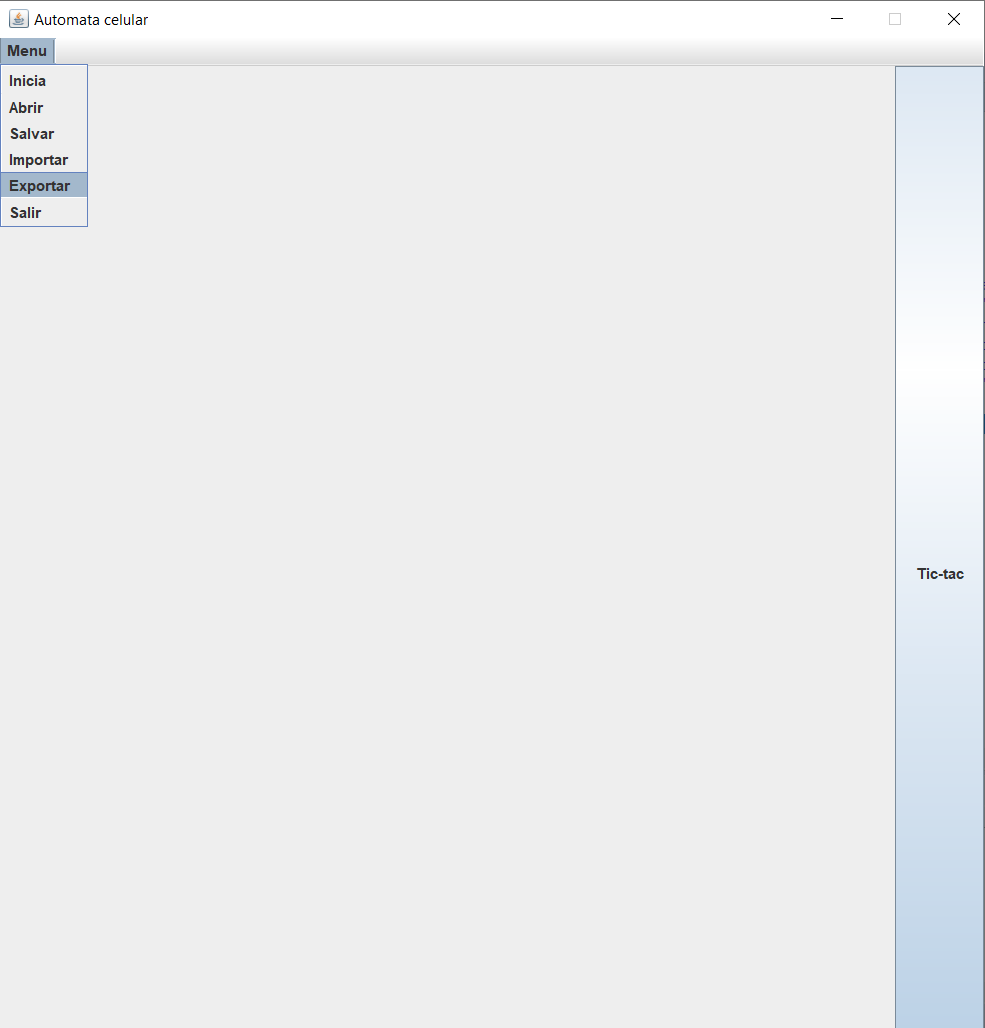 Automata celular
Menu
Inicia
Abrir
Salvar
Importar
Exportar
Salir
Tic-tac